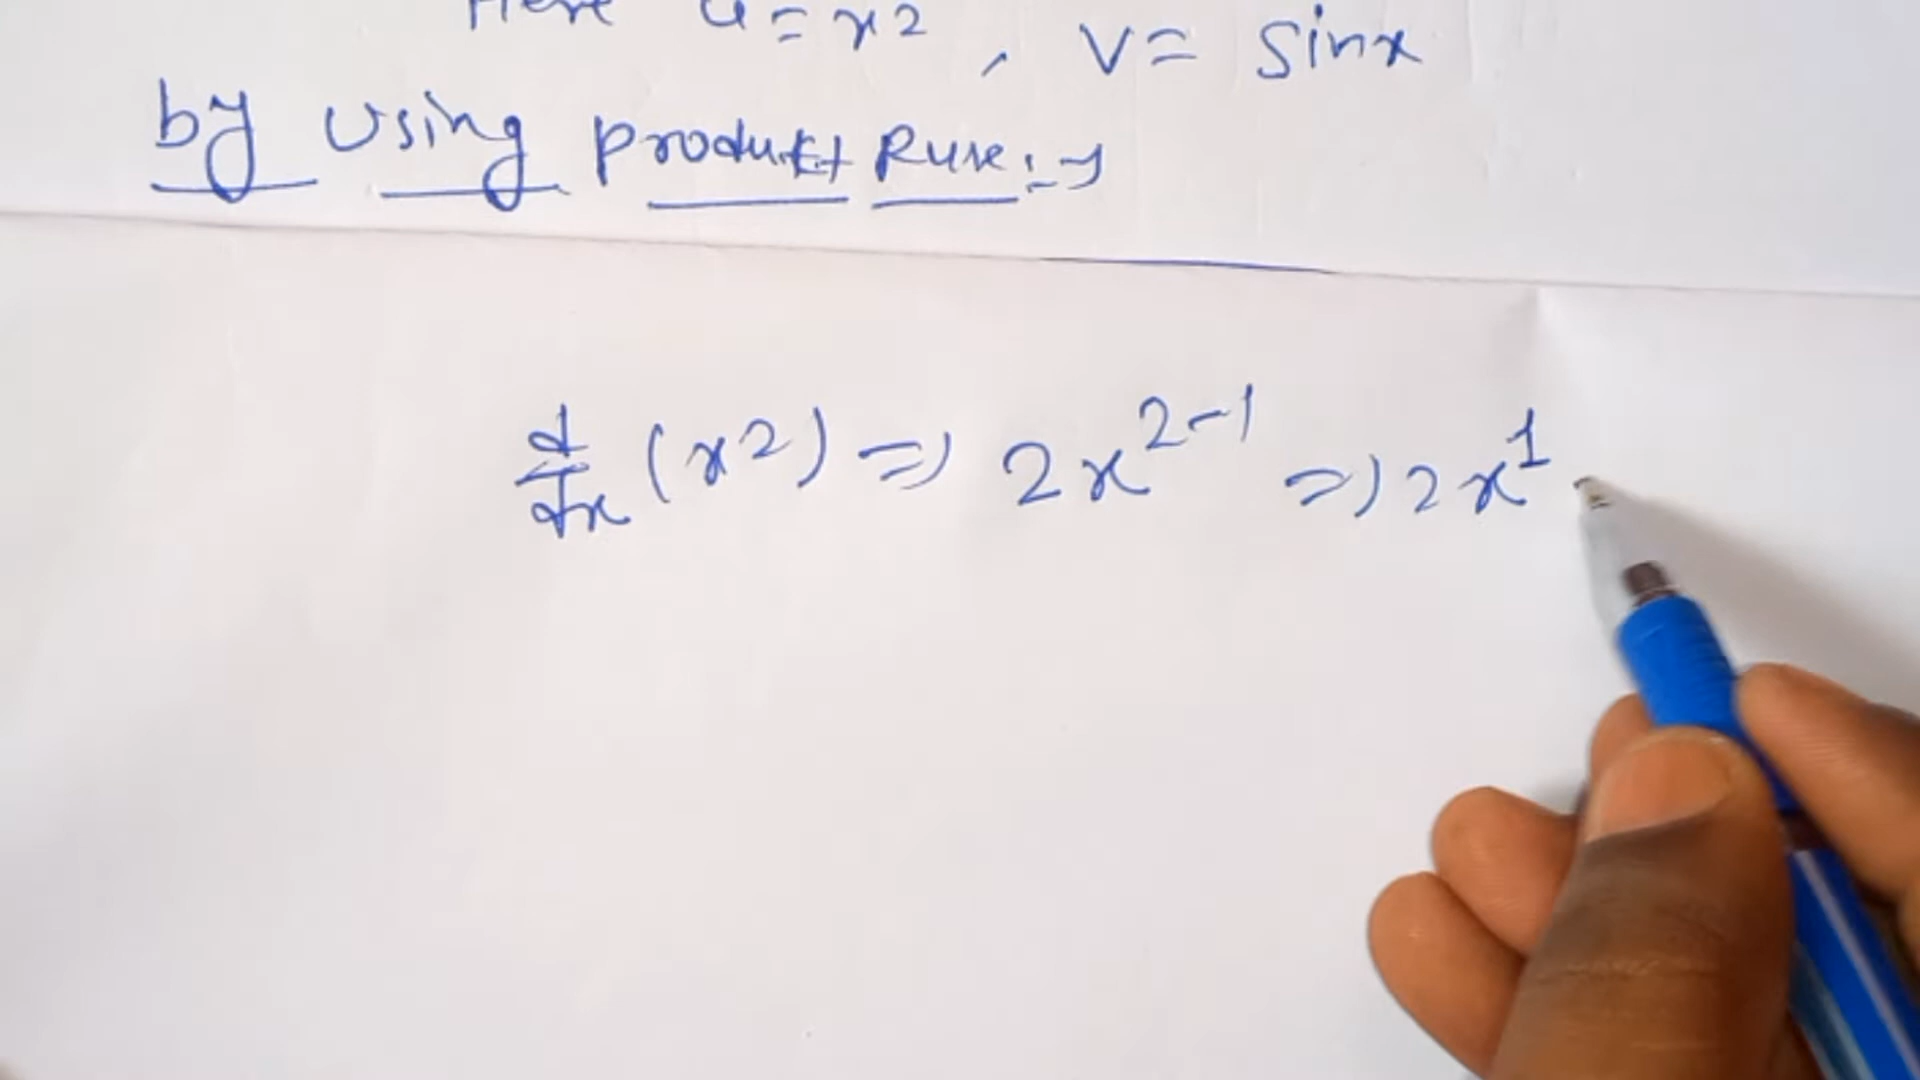 Here u = x2 , v = sinx
by using product Rule :-
d/dx (x2) => 2x^2-1 => 2x^1